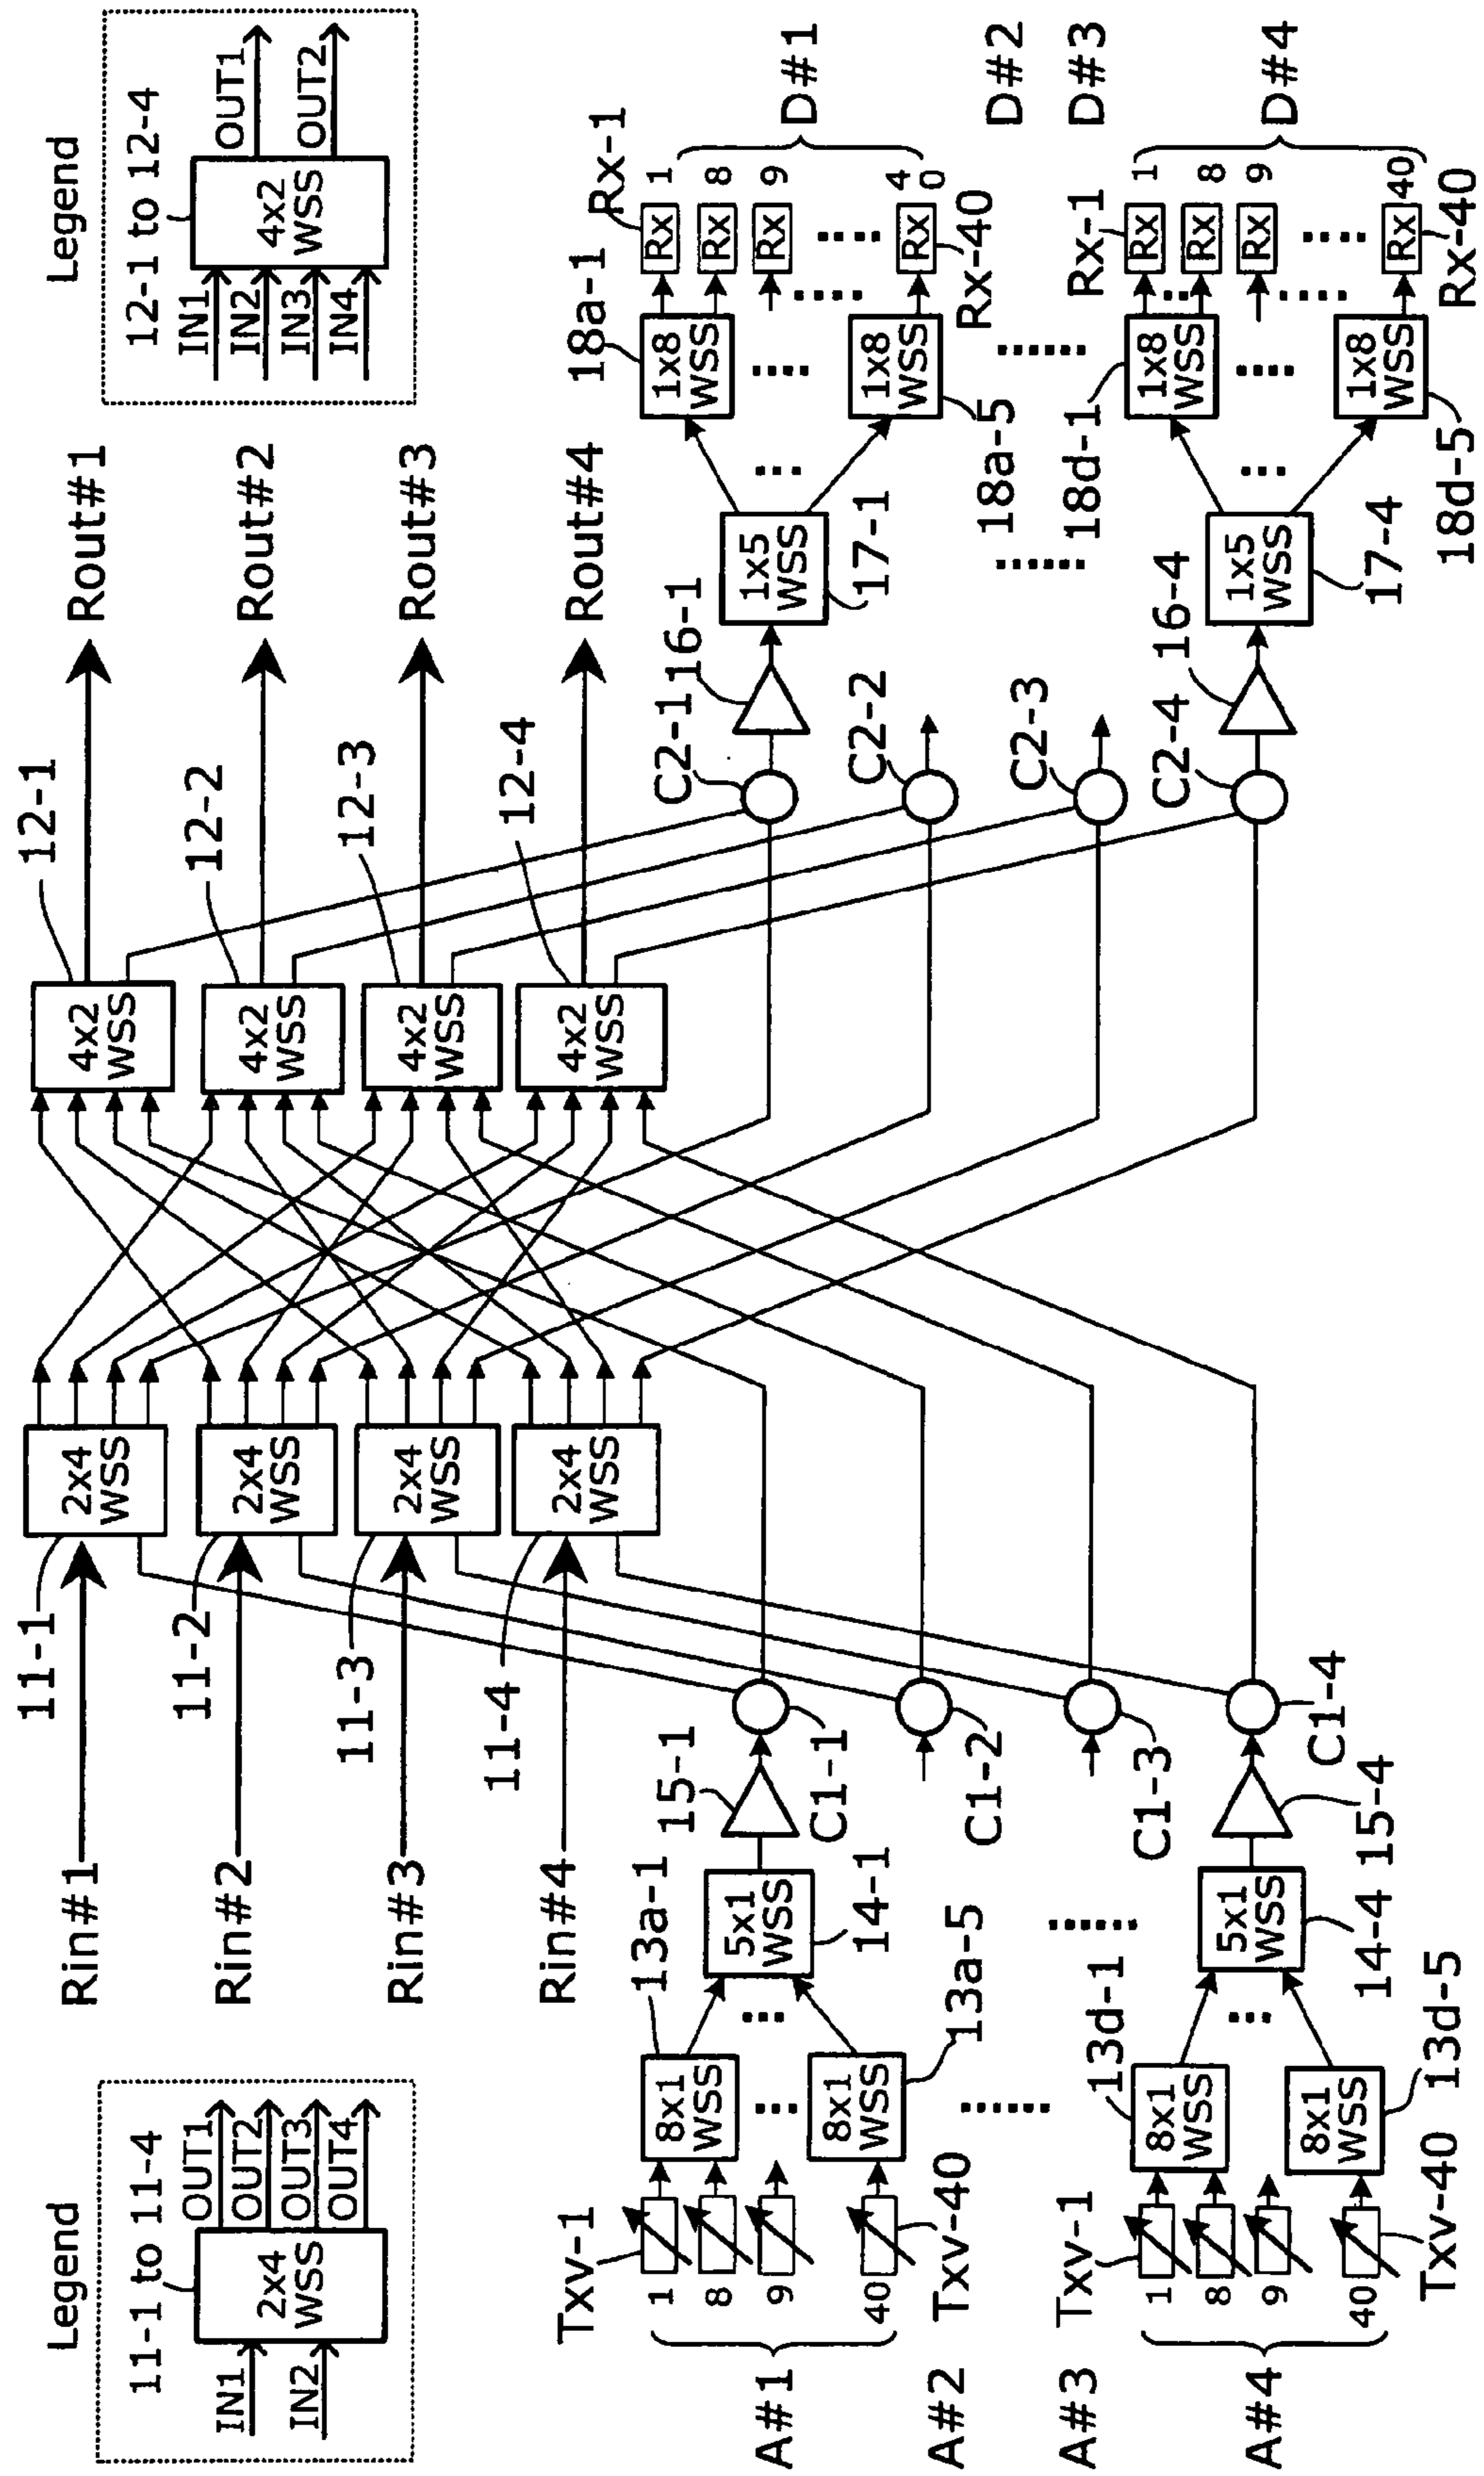 Legend
11-1 to 11-4
IN1
IN2
2x4
WSS
OUT1
OUT2
OUT3
OUT4
Legend
12-1 to 12-4
IN1
IN2
IN3
IN4
4x2
WSS
OUT1
OUT2
Rin#1
Rin#2
Rin#3
Rin#4
11-1
11-2
11-3
11-4
2x4
WSS
2x4
WSS
2x4
WSS
2x4
WSS
12-1
12-2
12-3
12-4
4x2
WSS
4x2
WSS
4x2
WSS
4x2
WSS
Rout#1
Rout#2
Rout#3
Rout#4
A#1
A#2
A#3
A#4
Txv-1
1
8
9
40
Txv-40
13a-1
8x1
WSS
8x1
WSS
13a-5
5x1
WSS
14-1
15-1
C1-1
C1-2
C1-3
C1-4
Txv-1
1
8
9
40
Txv-40
13d-1
8x1
WSS
8x1
WSS
13d-5
5x1
WSS
14-4
15-4
C2-1
C2-2
C2-3
C2-4
16-1
1x5
WSS
17-1
18a-1
1x8
WSS
1x8
WSS
18a-5
Rx-1
Rx
1
Rx
8
Rx
9
Rx
4
0
Rx-40
D#1
D#2
D#3
D#4
16-4
1x5
WSS
17-4
18d-1
1x8
WSS
1x8
WSS
18d-5
Rx-1
Rx
1
Rx
8
Rx
9
Rx
40
Rx-40